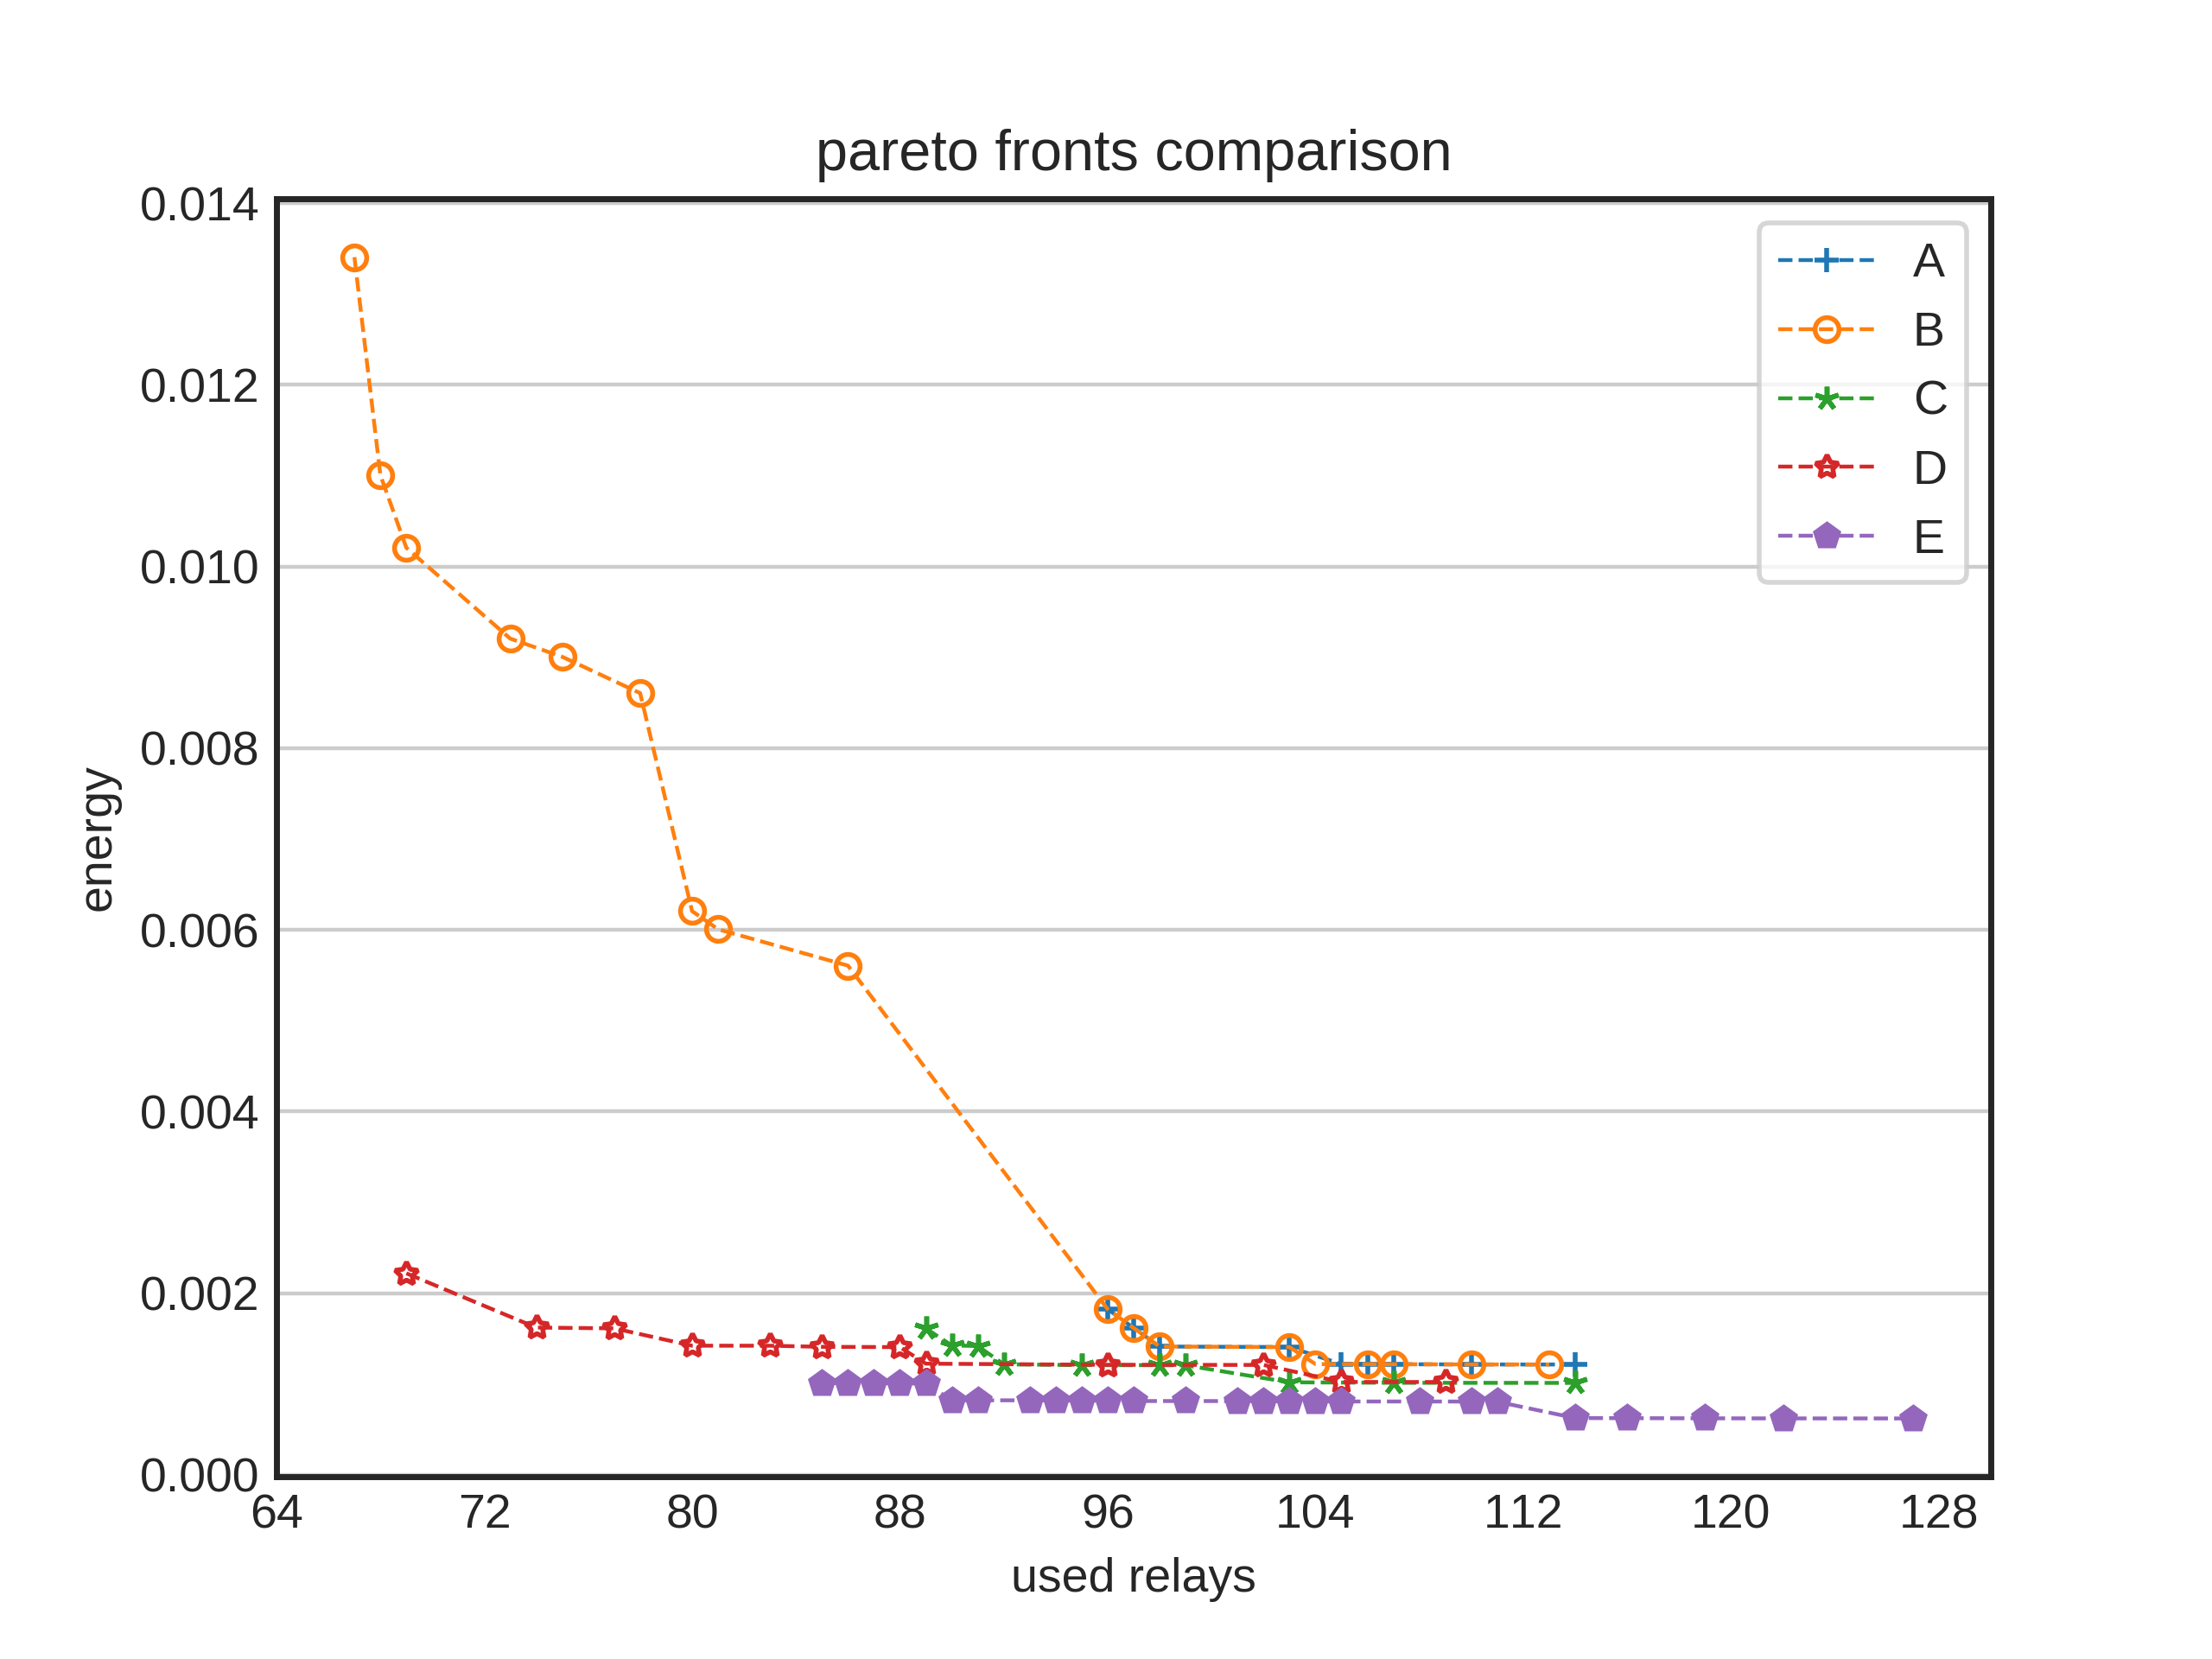 pareto fronts comparison
0.014
0.012
0.010
0.008
0.006
0.004
0.002
0.000
energy
A
B
C
D
E
64 72 80 88 96 104 112 120 128
used relays